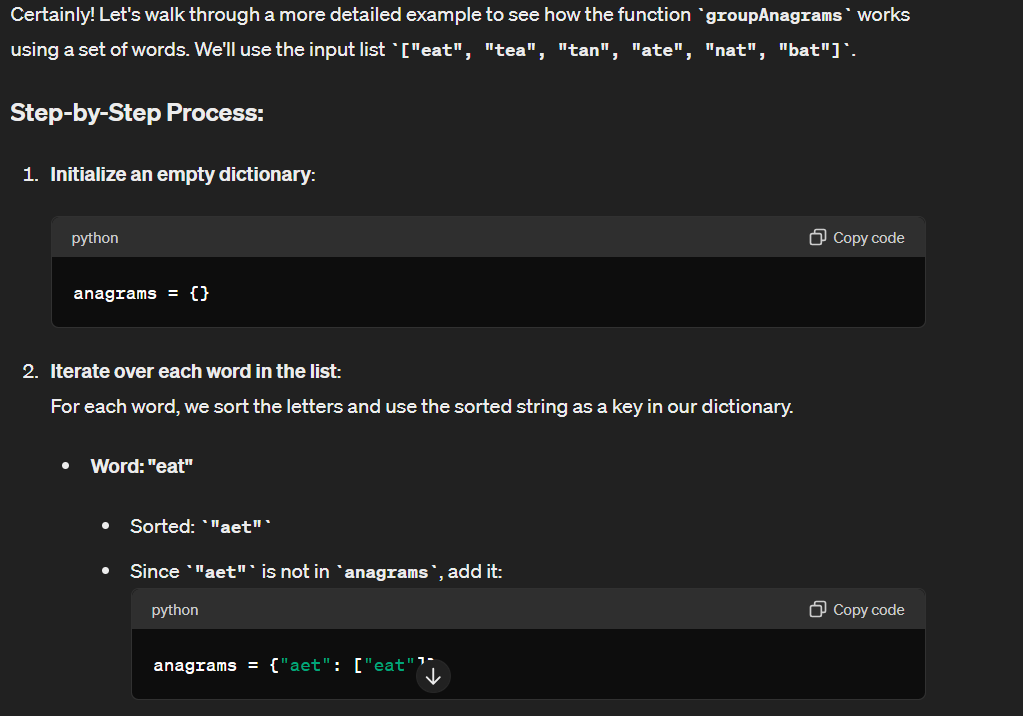 Certainly! Let's walk through a more detailed example to see how the function `groupAnagrams` works
using a set of words. We'll use the input list `["eat", "tea", "tan", "ate", "nat", "bat"]`.
Step-by-Step Process:
1. Initialize an empty dictionary:
python Copy code
anagrams = {}
2. Iterate over each word in the list:
For each word, we sort the letters and use the sorted string as a key in our dictionary.
• Word: "eat"
• Sorted: `"aet"`
• Since `"aet"` is not in `anagrams`, add it:
python Copy code
anagrams = {"aet": ["eat"]}